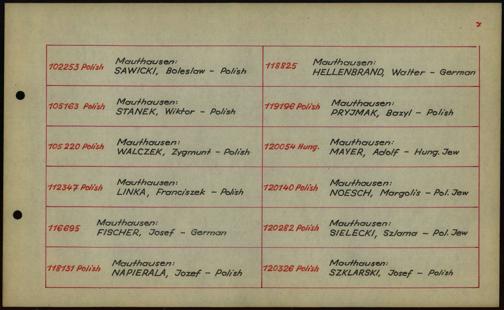 102253 Polish Mauthausen:
SAWICKI, Boleslaw - Polish
105163 Polish Mauthausen:
STANEK, Wiktor - Polish
105220 Polish Mauthausen:
WALCZEK, Zygmunt - Polish
112347 Polish Mauthausen:
LINKA, Franciszek - Polish
116695 Mauthausen:
FISCHER, Josef - German
118131 Polish Mauthausen:
NAPIERALA, Jozef - Polish
118825 Mauthausen:
HELLENBRAND, Walter - German
119196 Polish Mauthausen:
PRYJMAK, Bazyl - Polish
120054 Hung. Mauthausen:
MAYER, Adolf - Hung. Jew
120140 Polish Mauthausen:
NOESCH, Margolis - Pol. Jew
120282 Polish Mauthausen:
BIELECKI, Szlama - Pol. Jew
120326 Polish Mauthausen:
SZKLARSKI, Josef - Polish